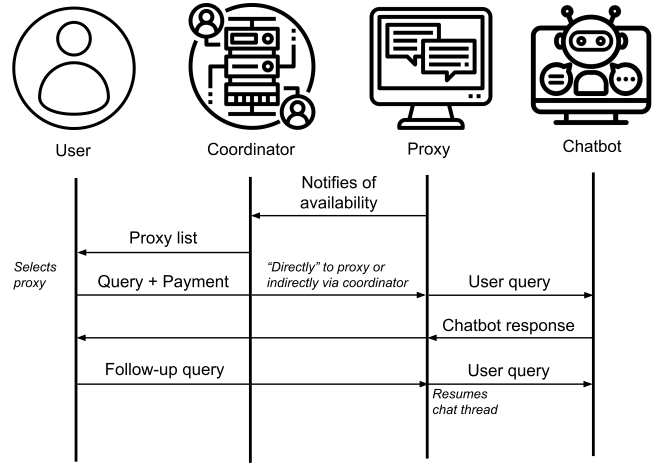 User
Coordinator
Proxy
Chatbot
Notifies of
availability
Proxy list
Selects
proxy
Query + Payment
“Directly” to proxy or
indirectly via coordinator
User query
Chatbot response
Follow-up query
User query
Resumes
chat thread